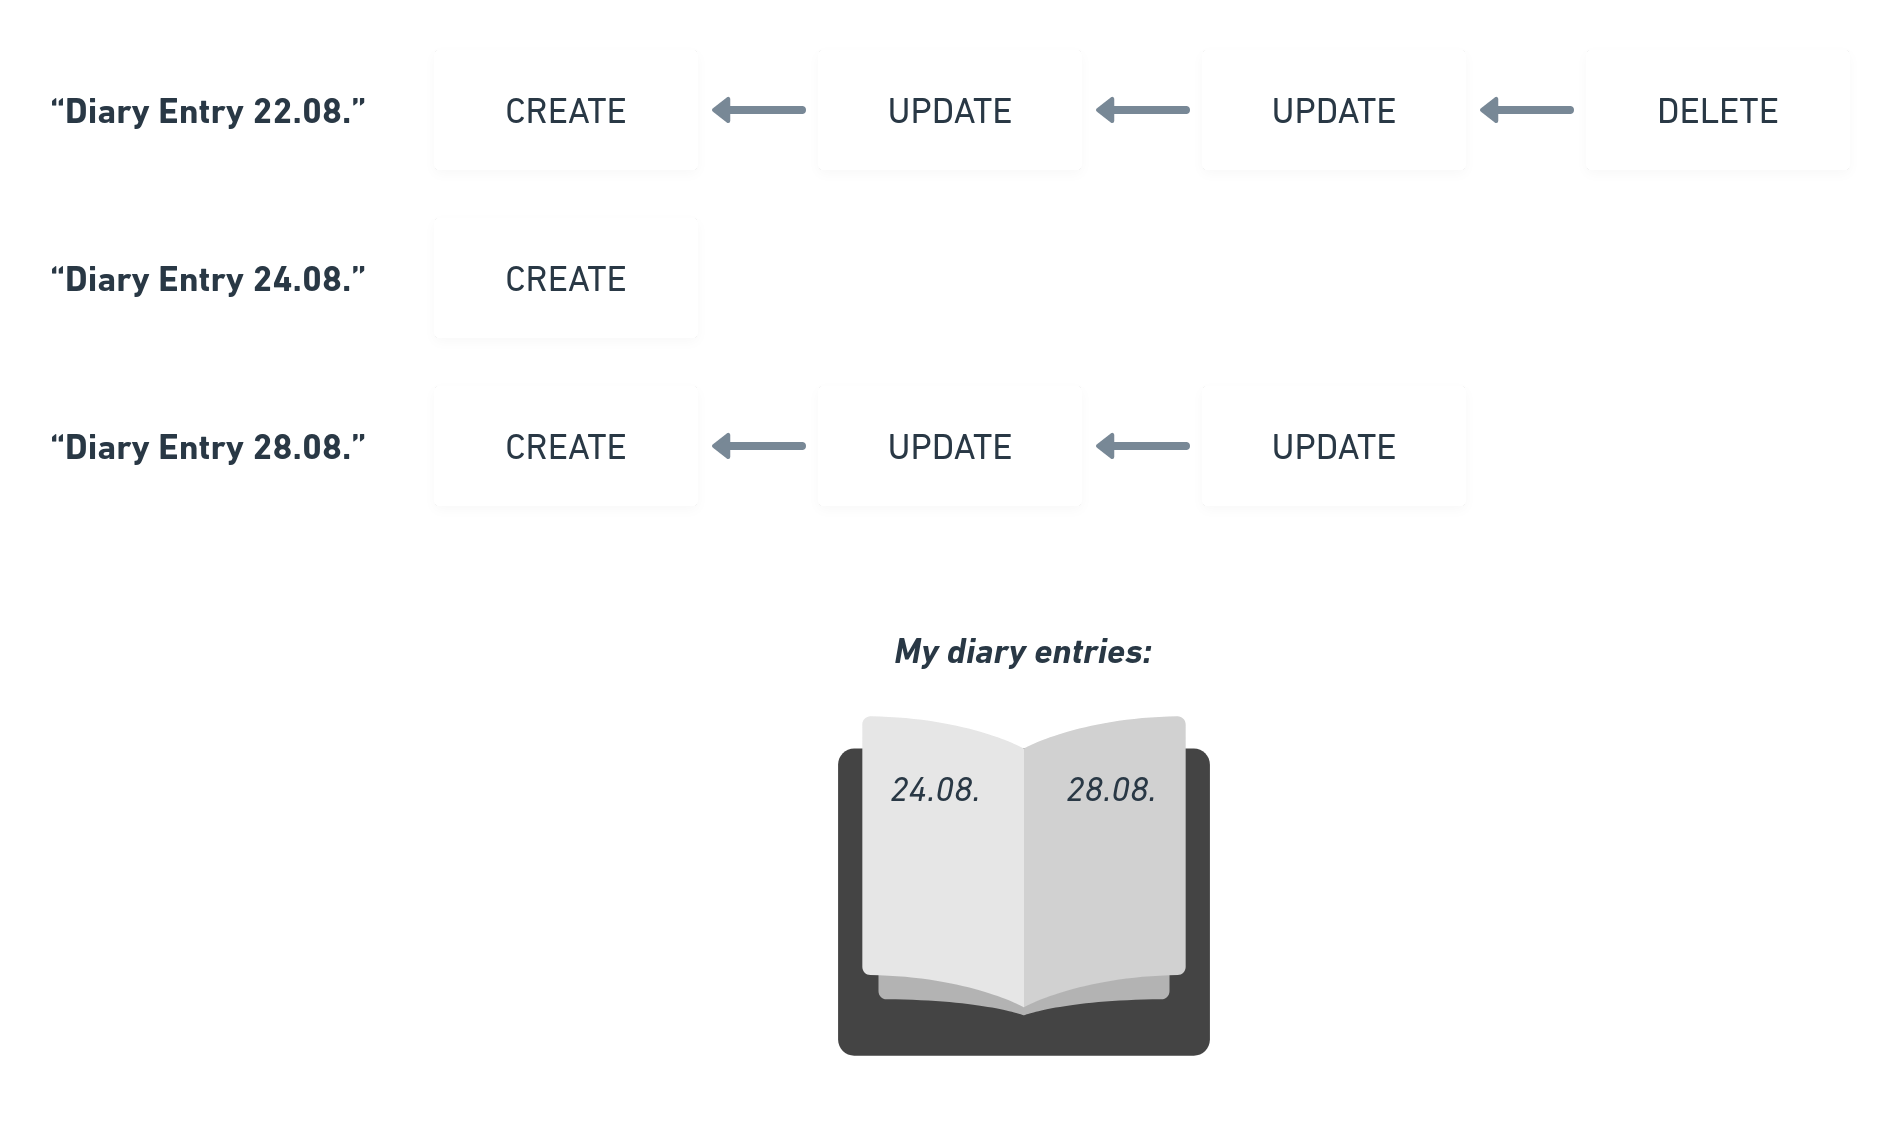 “Diary Entry 22.08.” CREATE UPDATE UPDATE DELETE
“Diary Entry 24.08.” CREATE
“Diary Entry 28.08.” CREATE UPDATE UPDATE
My diary entries:
24.08. 28.08.